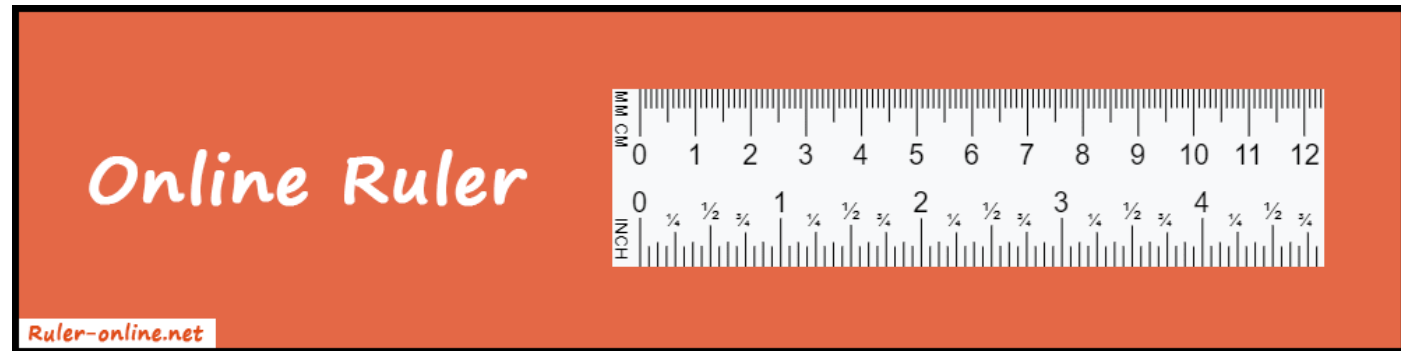 Online Ruler
MM CM
0 1 2 3 4 5 6 7 8 9 10 11 12
0 ¼ ½ ¾ 1 ¼ ½ ¾ 2 ¼ ½ ¾ 3 ¼ ½ ¾ 4 ¼ ½ ¾
INCH
Ruler-online.net